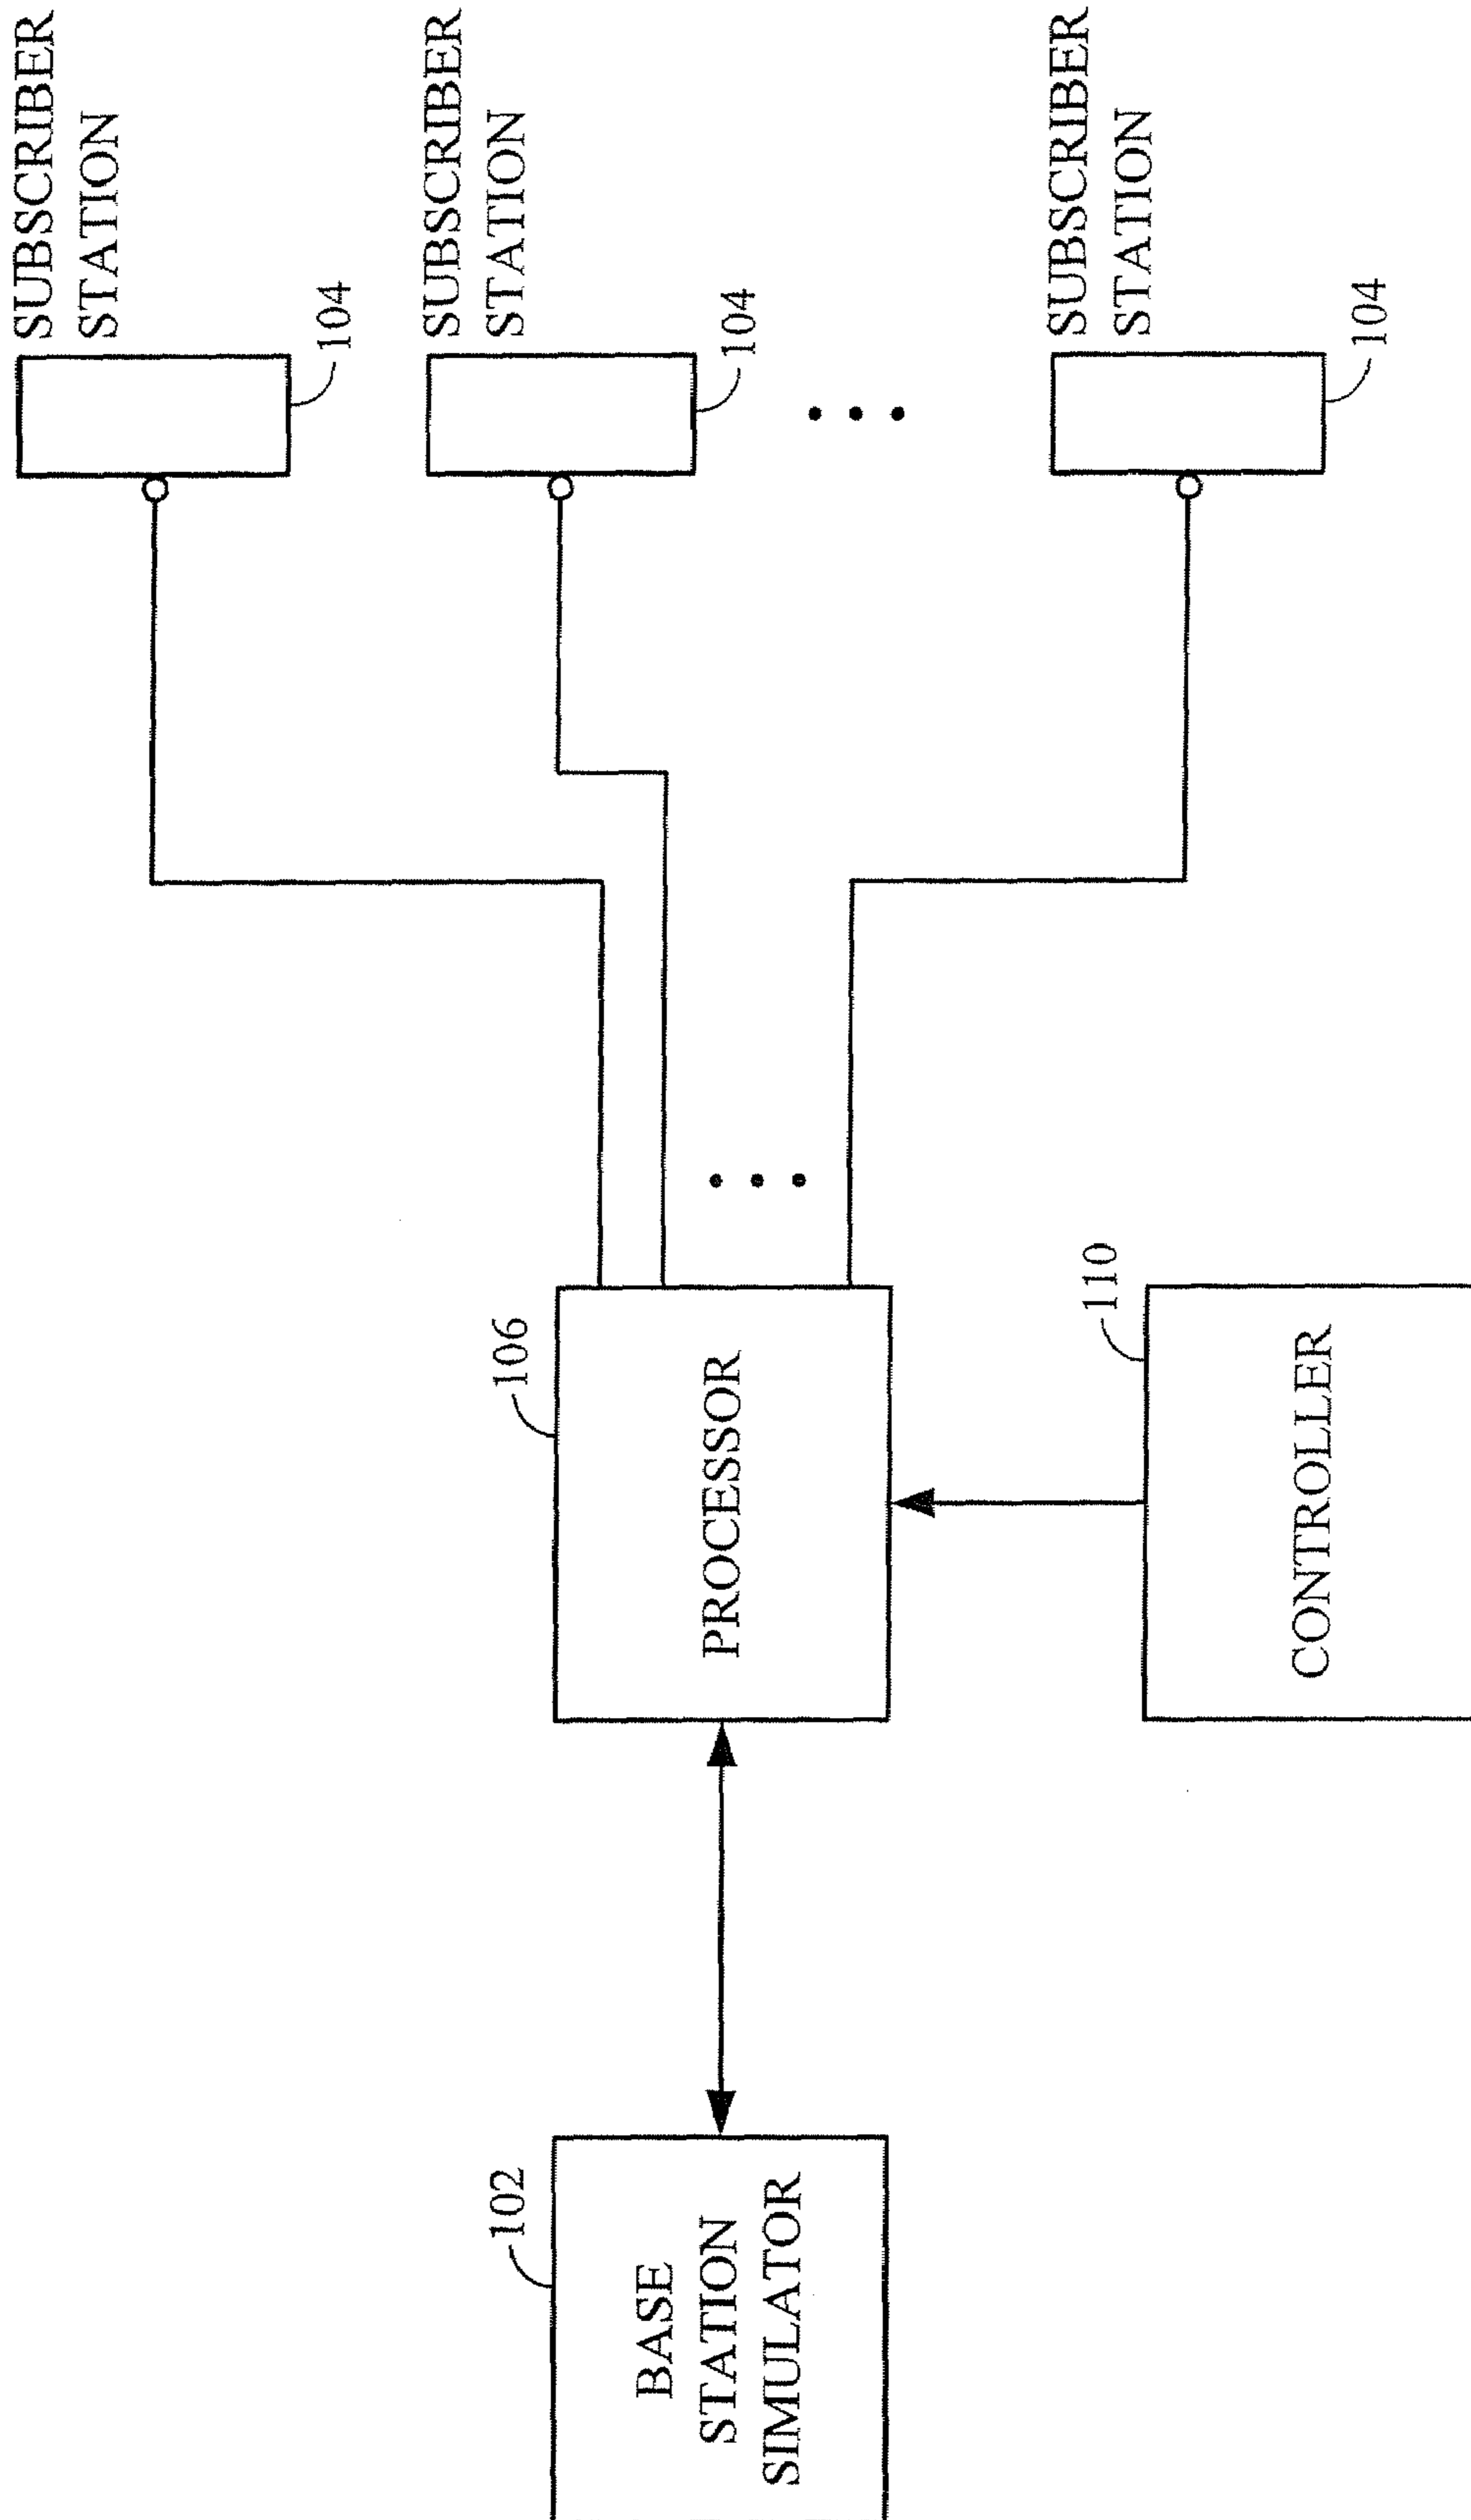 102
BASE
STATION
SIMULATOR
106
PROCESSOR
110
CONTROLLER
SUBSCRIBER
STATION
104
SUBSCRIBER
STATION
104
SUBSCRIBER
STATION
104